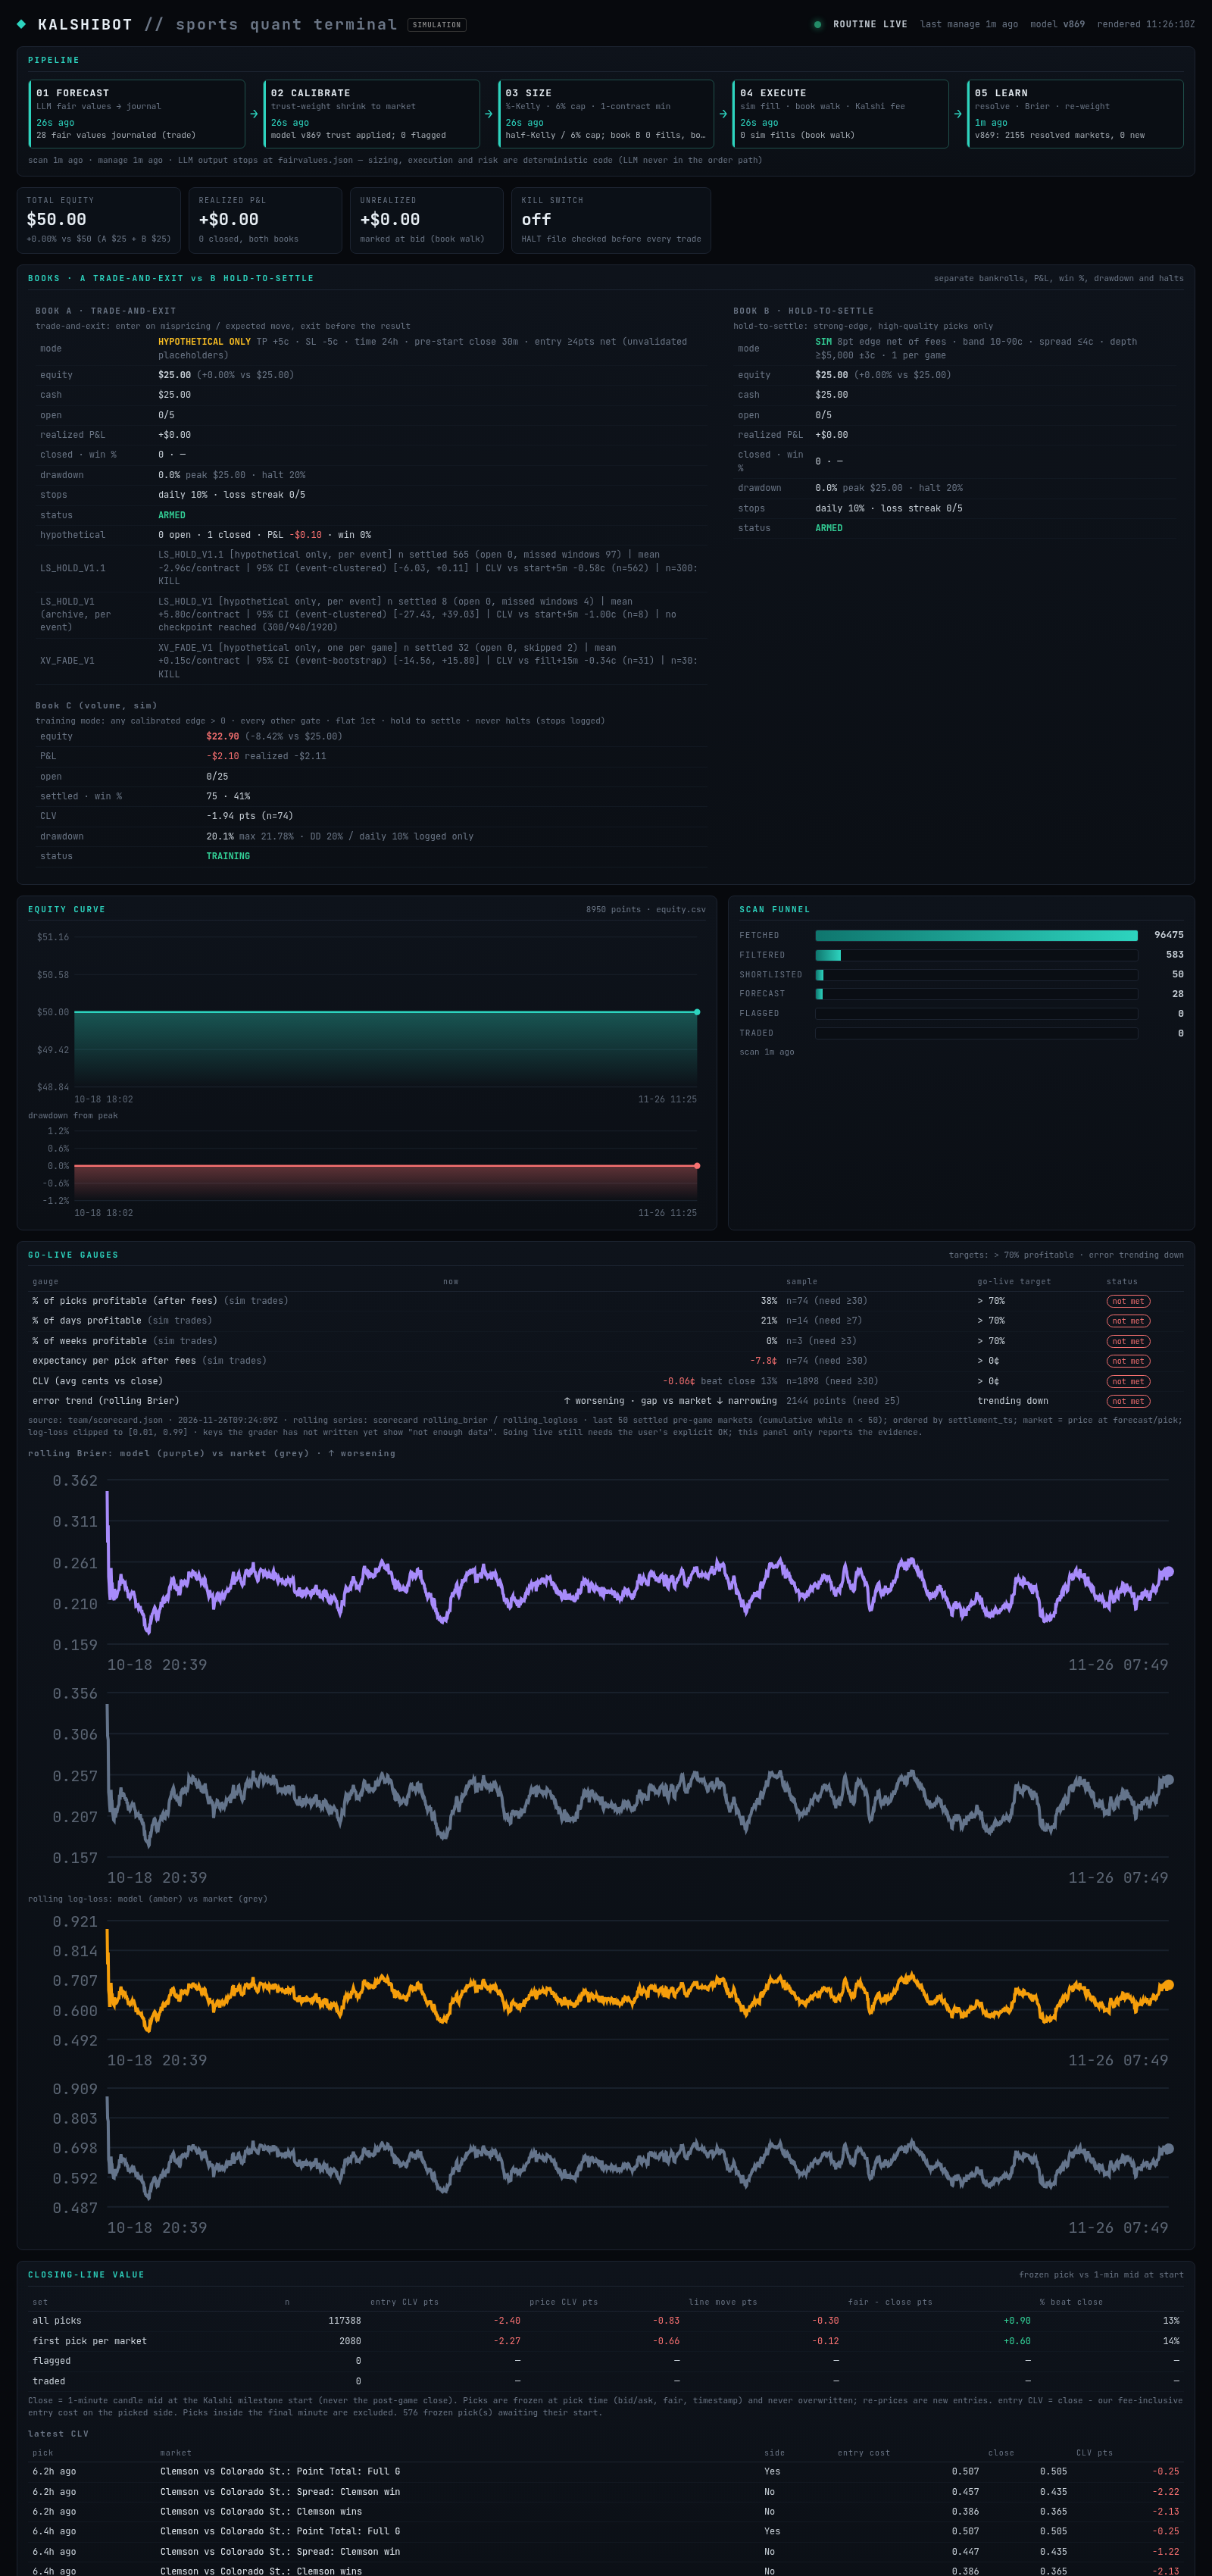 ◆ KALSHIBOT // sports quant terminal SIMULATION
ROUTINE LIVE last manage 1m ago model v869 rendered 11:26:10Z
PIPELINE
01 FORECAST
LLM fair values → journal
26s ago
28 fair values journaled (trade)
→
02 CALIBRATE
trust-weight shrink to market
26s ago
model v869 trust applied; 0 flagged
→
03 SIZE
½-Kelly · 6% cap · 1-contract min
26s ago
half-Kelly / 6% cap; book B 0 fills, bo…
→
04 EXECUTE
sim fill · book walk · Kalshi fee
26s ago
0 sim fills (book walk)
→
05 LEARN
resolve · Brier · re-weight
1m ago
v869: 2155 resolved markets, 0 new
scan 1m ago · manage 1m ago · LLM output stops at fairvalues.json — sizing, execution and risk are deterministic code (LLM never in the order path)
TOTAL EQUITY
$50.00
+0.00% vs $50 (A $25 + B $25)
REALIZED P&L
+$0.00
0 closed, both books
UNREALIZED
+$0.00
marked at bid (book walk)
KILL SWITCH
off
HALT file checked before every trade
BOOKS · A TRADE-AND-EXIT vs B HOLD-TO-SETTLE
separate bankrolls, P&L, win %, drawdown and halts
BOOK A · TRADE-AND-EXIT
trade-and-exit: enter on mispricing / expected move, exit before the result
mode HYPOTHETICAL ONLY TP +5c · SL -5c · time 24h · pre-start close 30m · entry ≥4pts net (unvalidated
placeholders)
equity $25.00 (+0.00% vs $25.00)
cash $25.00
open 0/5
realized P&L +$0.00
closed · win % 0 · —
drawdown 0.0% peak $25.00 · halt 20%
stops daily 10% · loss streak 0/5
status ARMED
hypothetical 0 open · 1 closed · P&L -$0.10 · win 0%
LS_HOLD_V1.1 LS_HOLD_V1.1 [hypothetical only, per event] n settled 565 (open 0, missed windows 97) | mean
-2.96c/contract | 95% CI (event-clustered) [-6.03, +0.11] | CLV vs start+5m -0.58c (n=562) | n=300:
KILL
LS_HOLD_V1 (archive, per event) LS_HOLD_V1 [hypothetical only, per event] n settled 8 (open 0, missed windows 4) | mean
+5.80c/contract | 95% CI (event-clustered) [-27.43, +39.03] | CLV vs start+5m -1.00c (n=8) | no
checkpoint reached (300/940/1920)
XV_FADE_V1 XV_FADE_V1 [hypothetical only, one per game] n settled 32 (open 0, skipped 2) | mean
+0.15c/contract | 95% CI (event-bootstrap) [-14.56, +15.80] | CLV vs fill+15m -0.34c (n=31) | n=30:
KILL
BOOK B · HOLD-TO-SETTLE
hold-to-settle: strong-edge, high-quality picks only
mode SIM 8pt edge net of fees · band 10-90c · spread ≤4c · depth
≥$5,000 ±3c · 1 per game
equity $25.00 (+0.00% vs $25.00)
cash $25.00
open 0/5
realized P&L +$0.00
closed · win % 0 · —
drawdown 0.0% peak $25.00 · halt 20%
stops daily 10% · loss streak 0/5
status ARMED
Book C (volume, sim)
training mode: any calibrated edge > 0 · every other gate · flat 1ct · hold to settle · never halts (stops logged)
equity $22.90 (-8.42% vs $25.00)
P&L -$2.10 realized -$2.11
open 0/25
settled · win % 75 · 41%
CLV -1.94 pts (n=74)
drawdown 20.1% max 21.78% · DD 20% / daily 10% logged only
status TRAINING
EQUITY CURVE
8950 points · equity.csv
$51.16
$50.58
$50.00
$49.42
$48.84
10-18 18:02 11-26 11:25
drawdown from peak
1.2%
0.6%
0.0%
-0.6%
-1.2%
10-18 18:02 11-26 11:25
SCAN FUNNEL
FETCHED 96475
FILTERED 583
SHORTLISTED 50
FORECAST 28
FLAGGED 0
TRADED 0
scan 1m ago
GO-LIVE GAUGES
targets: > 70% profitable · error trending down
gauge now sample go-live target status
% of picks profitable (after fees) (sim trades) 38% n=74 (need ≥30) > 70% not met
% of days profitable (sim trades) 21% n=14 (need ≥7) > 70% not met
% of weeks profitable (sim trades) 0% n=3 (need ≥3) > 70% not met
expectancy per pick after fees (sim trades) -7.8¢ n=74 (need ≥30) > 0¢ not met
CLV (avg cents vs close) -0.06¢ beat close 13% n=1898 (need ≥30) > 0¢ not met
error trend (rolling Brier) ↑ worsening · gap vs market ↓ narrowing 2144 points (need ≥5) trending down not met
source: team/scorecard.json · 2026-11-26T09:24:09Z · rolling series: scorecard rolling_brier / rolling_logloss · last 50 settled pre-game markets (cumulative while n < 50); ordered by settlement_ts; market = price at forecast/pick;
log-loss clipped to [0.01, 0.99] · keys the grader has not written yet show "not enough data". Going live still needs the user's explicit OK; this panel only reports the evidence.
rolling Brier: model (purple) vs market (grey) · ↑ worsening
0.362
0.311
0.261
0.210
0.159
10-18 20:39 11-26 07:49
0.356
0.306
0.257
0.207
0.157
10-18 20:39 11-26 07:49
rolling log-loss: model (amber) vs market (grey)
0.921
0.814
0.707
0.600
0.492
10-18 20:39 11-26 07:49
0.909
0.803
0.698
0.592
0.487
10-18 20:39 11-26 07:49
CLOSING-LINE VALUE
frozen pick vs 1-min mid at start
set n entry CLV pts price CLV pts line move pts fair - close pts % beat close
all picks 117388 -2.40 -0.83 -0.30 +0.90 13%
first pick per market 2080 -2.27 -0.66 -0.12 +0.60 14%
flagged 0 — — — — —
traded 0 — — — — —
Close = 1-minute candle mid at the Kalshi milestone start (never the post-game close). Picks are frozen at pick time (bid/ask, fair, timestamp) and never overwritten; re-prices are new entries. entry CLV = close - our fee-inclusive
entry cost on the picked side. Picks inside the final minute are excluded. 576 frozen pick(s) awaiting their start.
latest CLV
pick market side entry cost close CLV pts
6.2h ago Clemson vs Colorado St.: Point Total: Full G Yes 0.507 0.505 -0.25
6.2h ago Clemson vs Colorado St.: Spread: Clemson win No 0.457 0.435 -2.22
6.2h ago Clemson vs Colorado St.: Clemson wins No 0.386 0.365 -2.13
6.4h ago Clemson vs Colorado St.: Point Total: Full G Yes 0.507 0.505 -0.25
6.4h ago Clemson vs Colorado St.: Spread: Clemson win No 0.447 0.435 -1.22
6.4h ago Clemson vs Colorado St.: Clemson wins No 0.386 0.365 -2.13